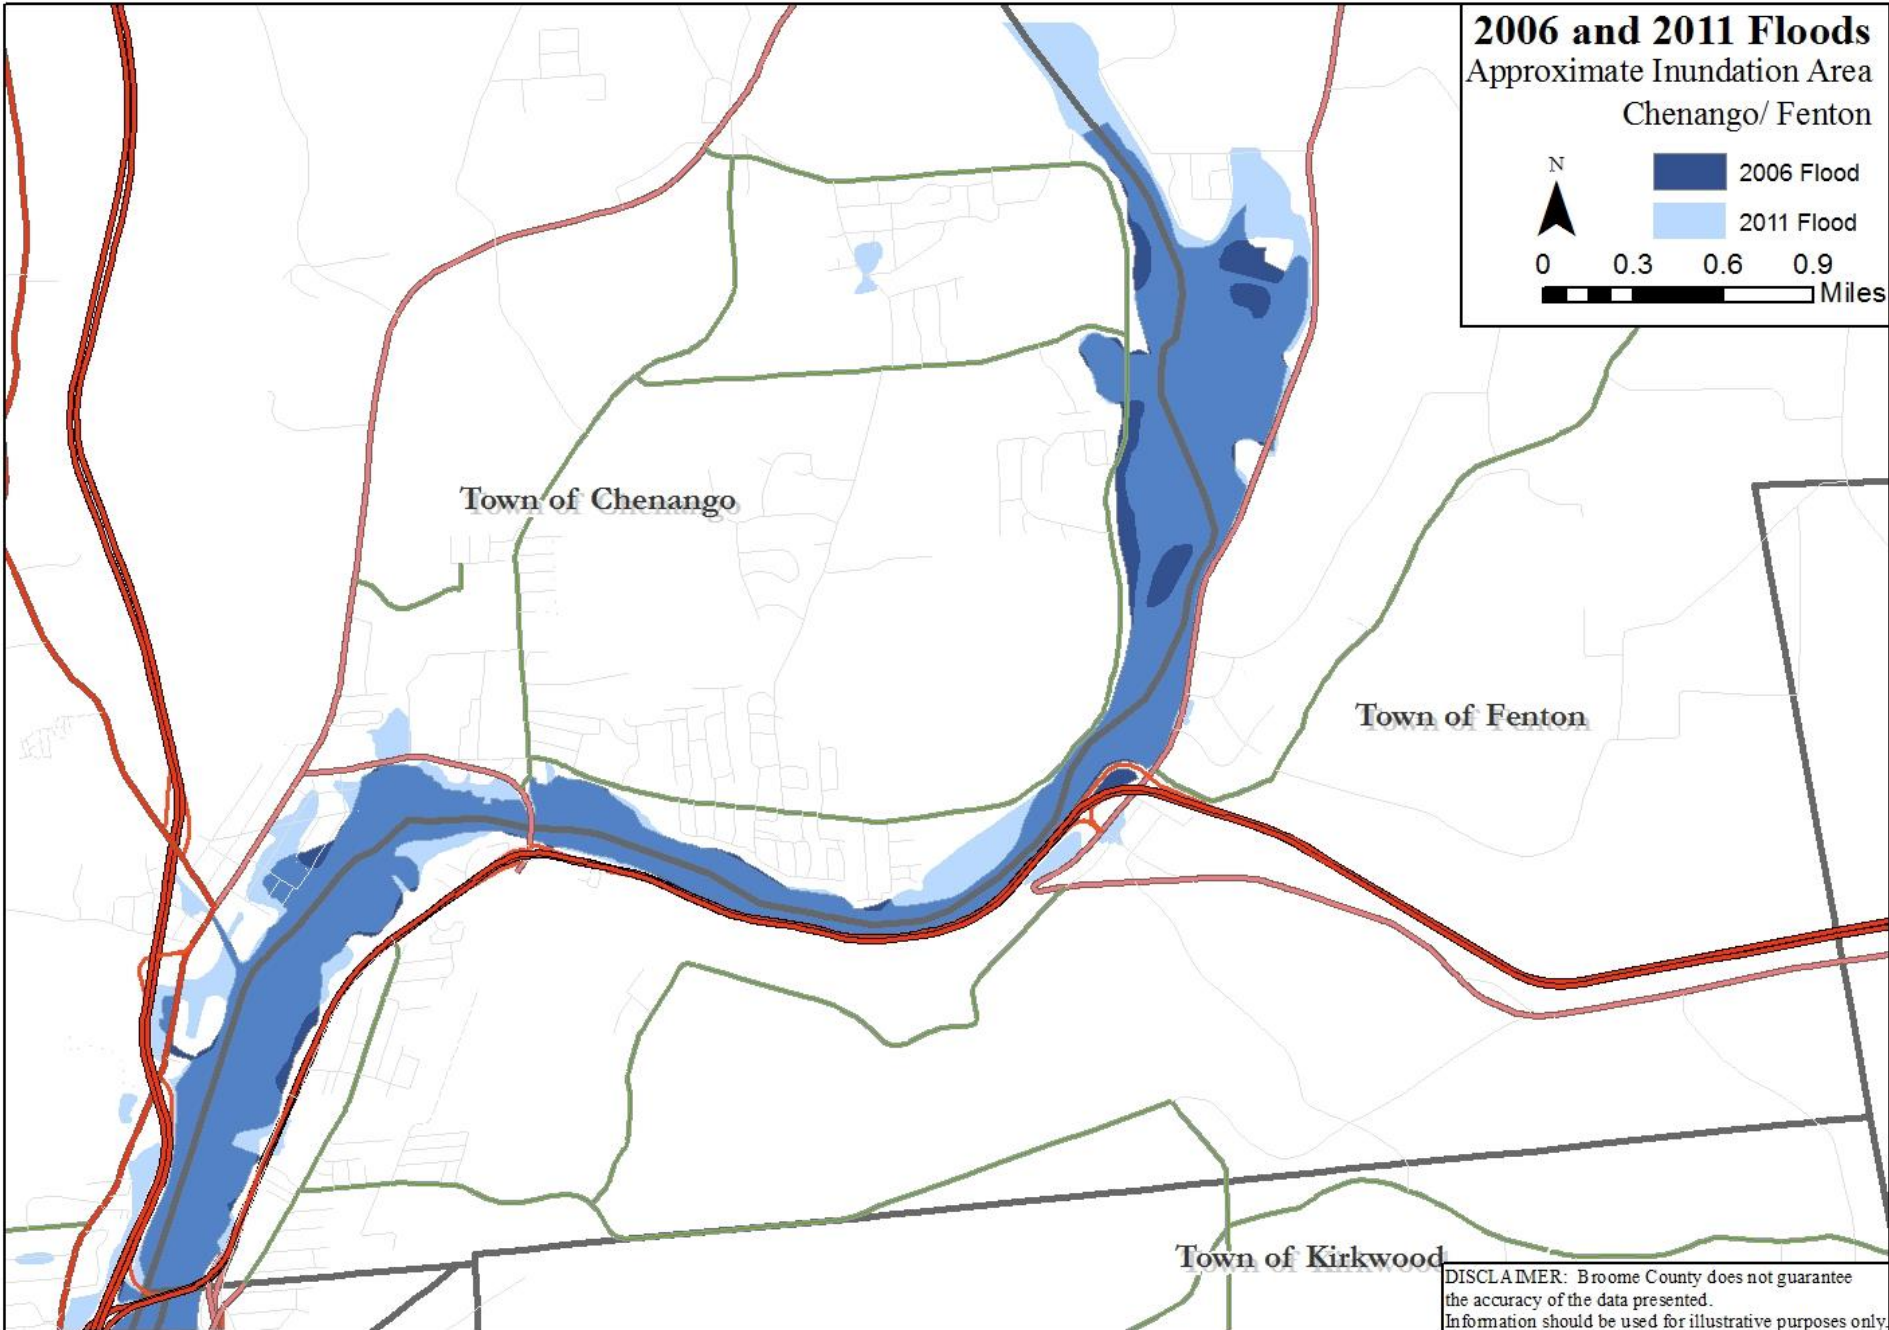 2006 and 2011 Floods
Approximate Inundation Area
Chenango/ Fenton
N
2006 Flood
2011 Flood
0 0.3 0.6 0.9
Miles
Town of Chenango
Town of Fenton
Town of Kirkwood
DISCLAIMER: Broome County does not guarantee
the accuracy of the data presented.
Information should be used for illustrative purposes only.